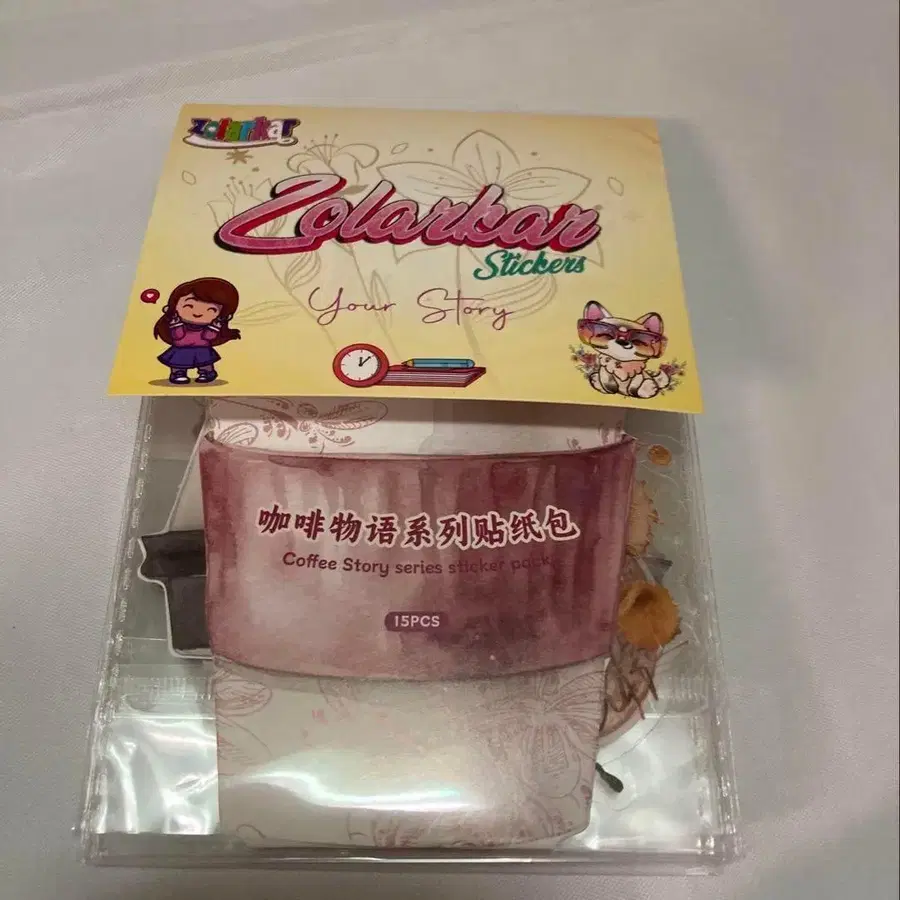 Zolarkar
Zolarkar
Stickers
Your Story
咖啡物语系列贴纸包
Coffee Story series sticker pack
15PCS